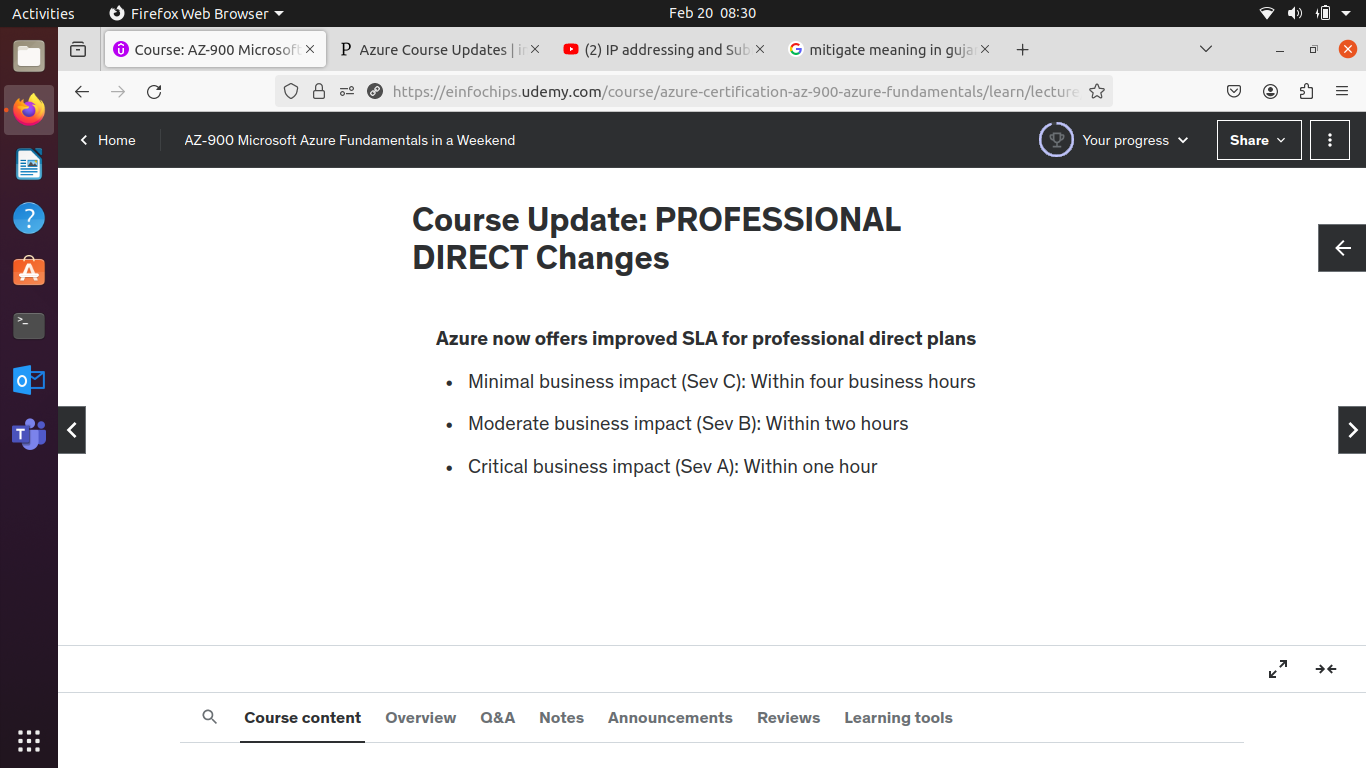 Activities Firefox Web Browser Feb 20 08:30
Course: AZ-900 Microsoft Azure Course Updates | (2) IP addressing and Sub mitigate meaning in guja
https://einfochips.udemy.com/course/azure-certification-az-900-azure-fundamentals/learn/lecture
Home AZ-900 Microsoft Azure Fundamentals in a Weekend Your progress Share
Course Update: PROFESSIONAL
DIRECT Changes
Azure now offers improved SLA for professional direct plans
• Minimal business impact (Sev C): Within four business hours
• Moderate business impact (Sev B): Within two hours
• Critical business impact (Sev A): Within one hour
Course content Overview Q&A Notes Announcements Reviews Learning tools